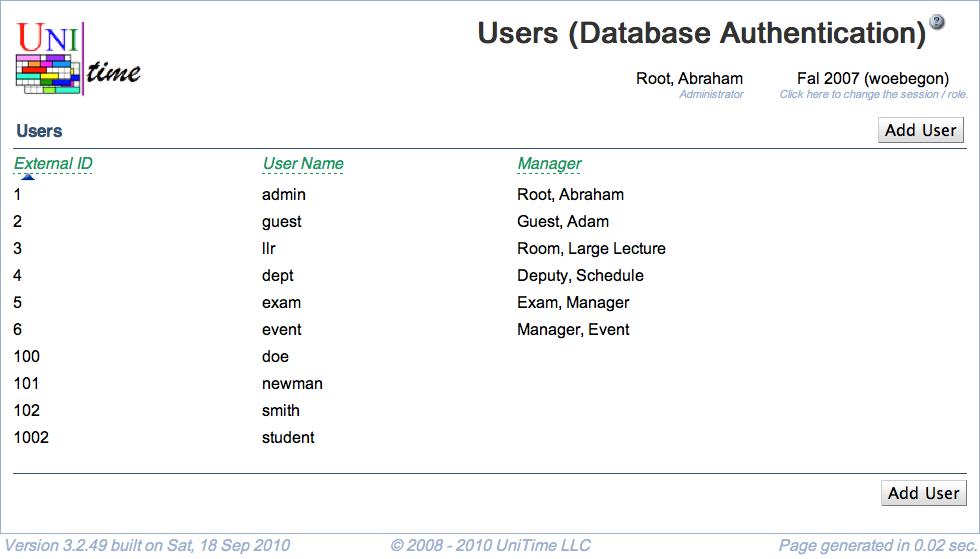 UNI
time
Users (Database Authentication) ?
Root, Abraham
Administrator
Fal 2007 (woebegon)
Click here to change the session / role.
Users
Add User
External ID User Name Manager
1 admin Root, Abraham
2 guest Guest, Adam
3 llr Room, Large Lecture
4 dept Deputy, Schedule
5 exam Exam, Manager
6 event Manager, Event
100 doe
101 newman
102 smith
1002 student
Add User
Version 3.2.49 built on Sat, 18 Sep 2010 © 2008 - 2010 UniTime LLC Page generated in 0.02 sec.